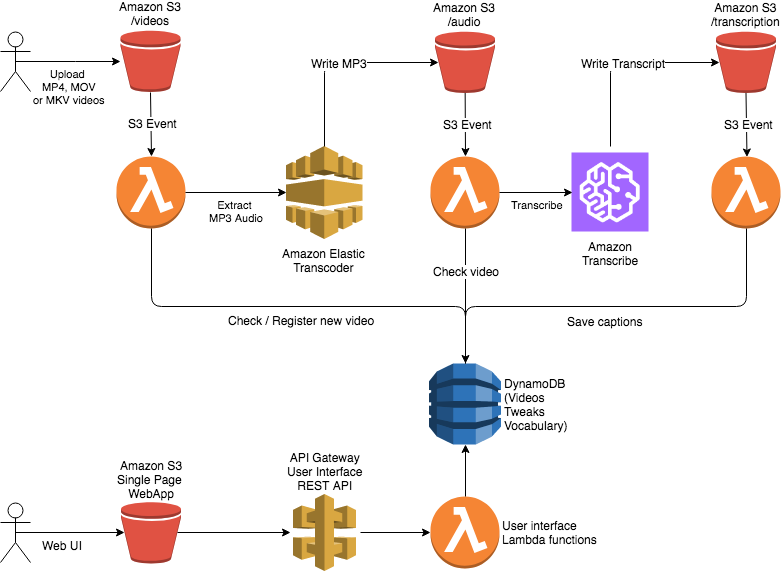 Amazon S3
/videos
Amazon S3
/audio
Amazon S3
/transcription
Upload
MP4, MOV
or MKV videos
Write MP3
Write Transcript
S3 Event
S3 Event
S3 Event
Extract
MP3 Audio
Transcribe
Amazon Elastic
Transcoder
Amazon
Transcribe
Check video
Check / Register new video
Save captions
DynamoDB
(Videos
Tweaks
Vocabulary)
Amazon S3
Single Page
WebApp
API Gateway
User Interface
REST API
Web UI
User interface
Lambda functions